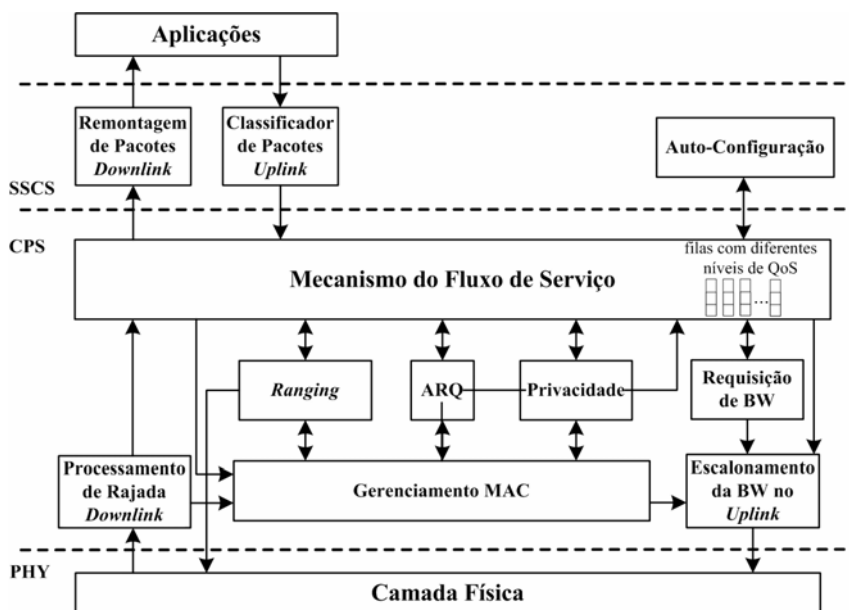 Aplicações
Remontagem
de Pacotes
Downlink
Classificador
de Pacotes
Uplink
Auto-Configuração
SSCS
CPS
filas com diferentes
níveis de QoS
...
Mecanismo do Fluxo de Serviço
Ranging
ARQ
Privacidade
Requisição
de BW
Processamento
de Rajada
Downlink
Gerenciamento MAC
Escalonamento
da BW no
Uplink
PHY
Camada Física